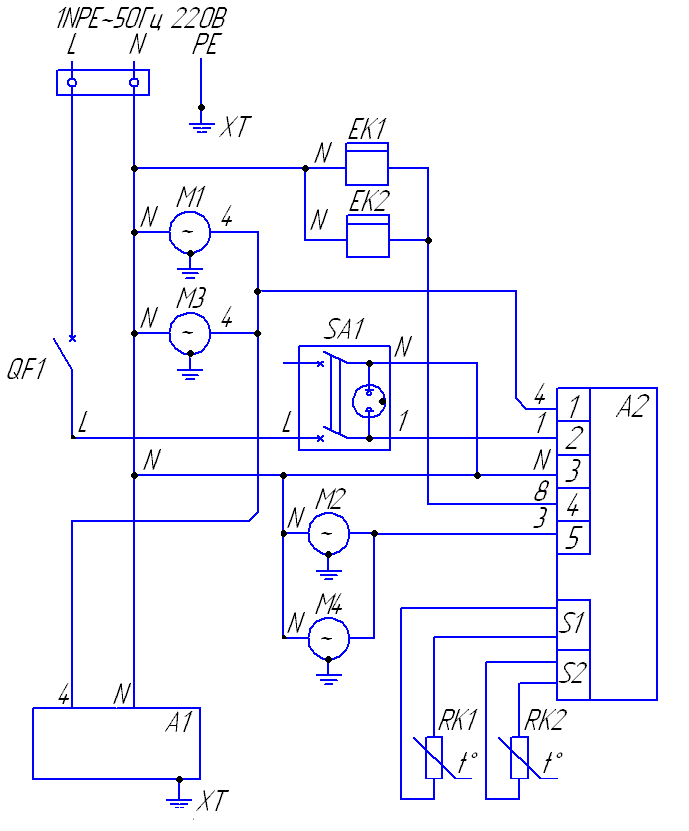 1NPE~50Гц 220В
L N PE
XT
N EK1
M1 EK2
N ~ 4 N
M3
N ~ 4
SA1 N
QF1
4 1 A2
L L 1 1 2
N N 3
M2 8 4
N ~ 3 5
M4
N ~ S1
S2
4 N
A1 RK1 RK2
t° t°
XT